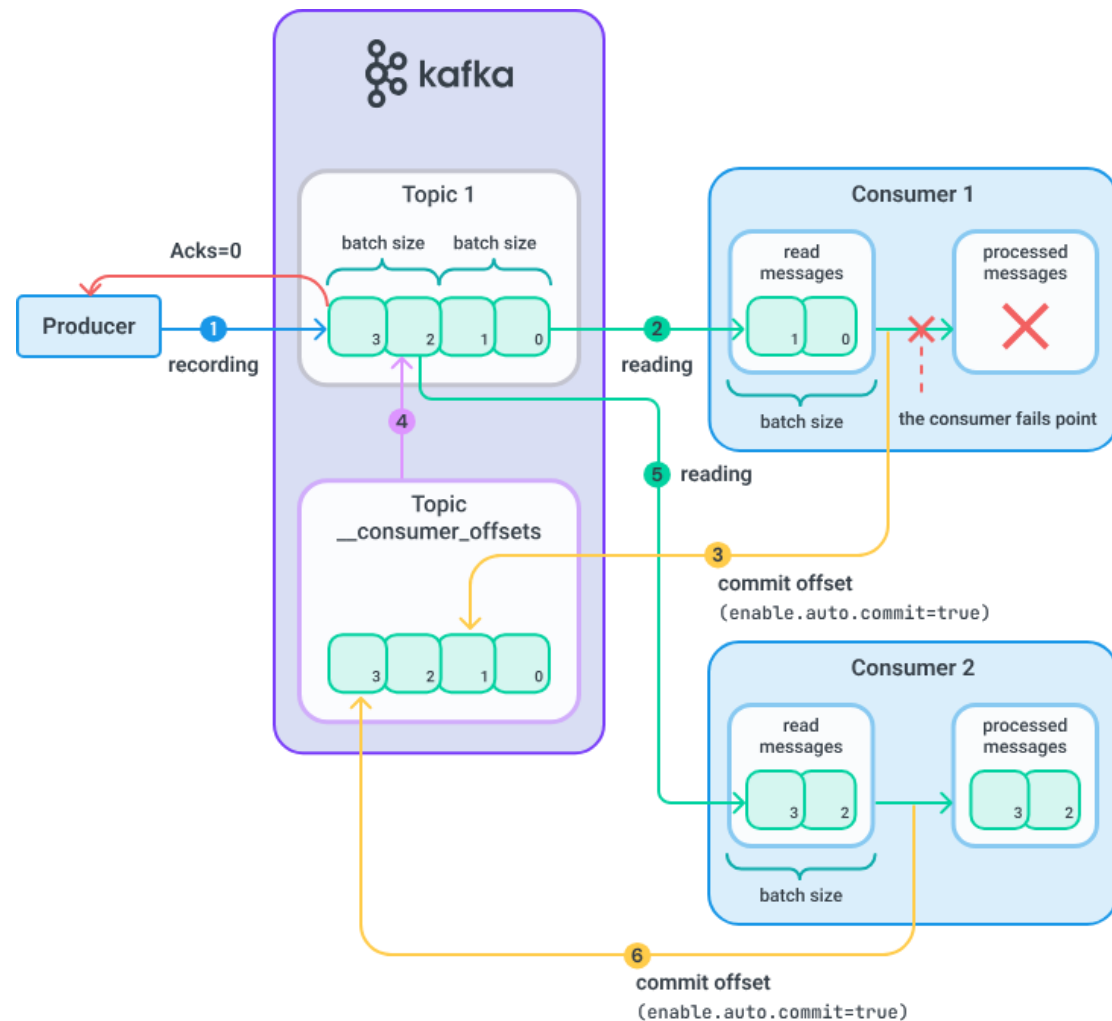 kafka
Topic 1
batch size
batch size
Acks=0
Producer
1
recording
3
2
1
0
2
reading
4
Consumer 1
read
messages
1
0
batch size
processed
messages
the consumer fails point
5
reading
Topic
__consumer_offsets
3
2
1
0
3
commit offset
(enable.auto.commit=true)
Consumer 2
read
messages
3
2
batch size
processed
messages
3
2
6
commit offset
(enable.auto.commit=true)